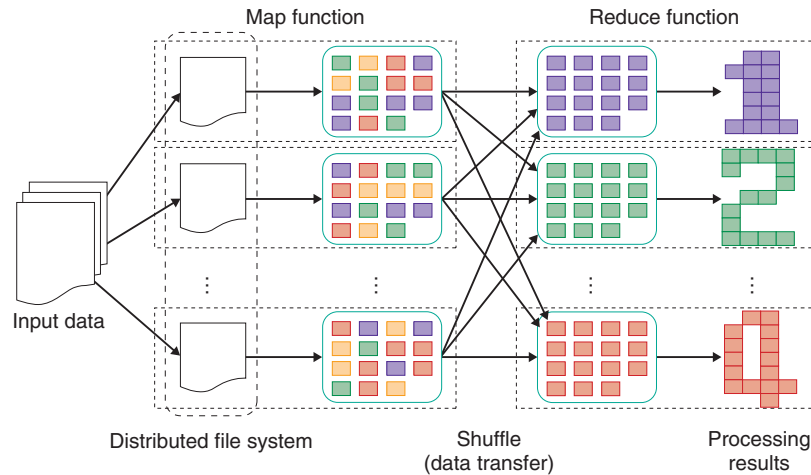 Map function
Reduce function
Input data
...
...
...
...
...
Distributed file system
Shuffle
(data transfer)
Processing
results